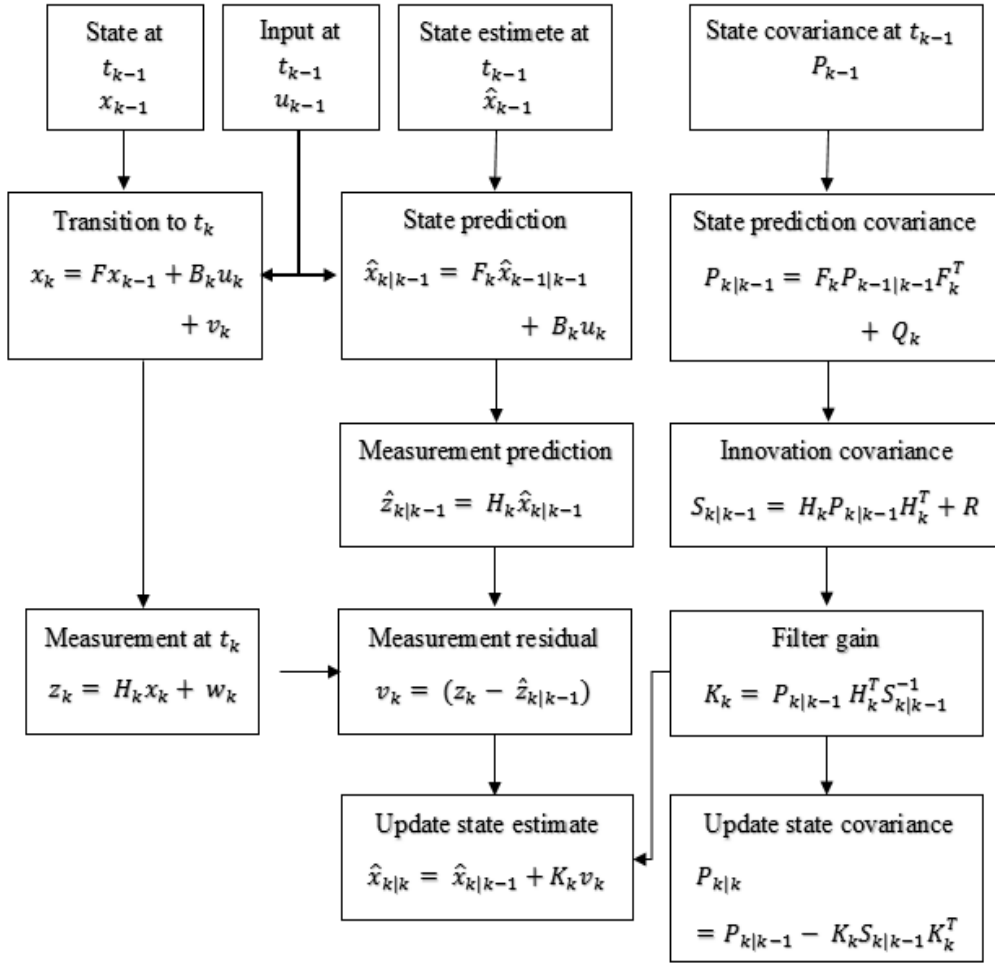 State at
t_{k-1}
x_{k-1}
Input at
t_{k-1}
u_{k-1}
State estimete at
t_{k-1}
x̂_{k-1}
State covariance at t_{k-1}
P_{k-1}
Transition to t_k
x_k = Fx_{k-1} + B_k u_k
+ v_k
State prediction
x̂_{k|k-1} = F_k x̂_{k-1|k-1}
+ B_k u_k
State prediction covariance
P_{k|k-1} = F_k P_{k-1|k-1} F_k^T
+ Q_k
Measurement prediction
ẑ_{k|k-1} = H_k x̂_{k|k-1}
Innovation covariance
S_{k|k-1} = H_k P_{k|k-1} H_k^T + R
Measurement at t_k
z_k = H_k x_k + w_k
Measurement residual
v_k = (z_k − ẑ_{k|k-1})
Filter gain
K_k = P_{k|k-1} H_k^T S_{k|k-1}^{-1}
Update state estimate
x̂_{k|k} = x̂_{k|k-1} + K_k v_k
Update state covariance
P_{k|k}
= P_{k|k-1} − K_k S_{k|k-1} K_k^T